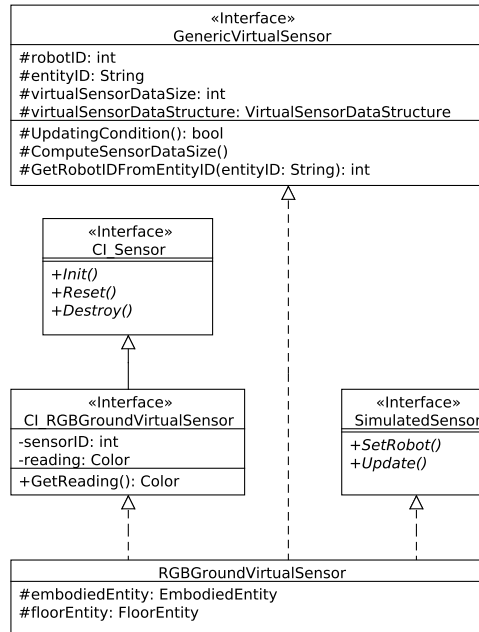 «Interface»
GenericVirtualSensor
#robotID: int
#entityID: String
#virtualSensorDataSize: int
#virtualSensorDataStructure: VirtualSensorDataStructure
#UpdatingCondition(): bool
#ComputeSensorDataSize()
#GetRobotIDFromEntityID(entityID: String): int
«Interface»
CI_Sensor
+Init()
+Reset()
+Destroy()
«Interface»
CI_RGBGroundVirtualSensor
-sensorID: int
-reading: Color
+GetReading(): Color
«Interface»
SimulatedSensor
+SetRobot()
+Update()
RGBGroundVirtualSensor
#embodiedEntity: EmbodiedEntity
#floorEntity: FloorEntity